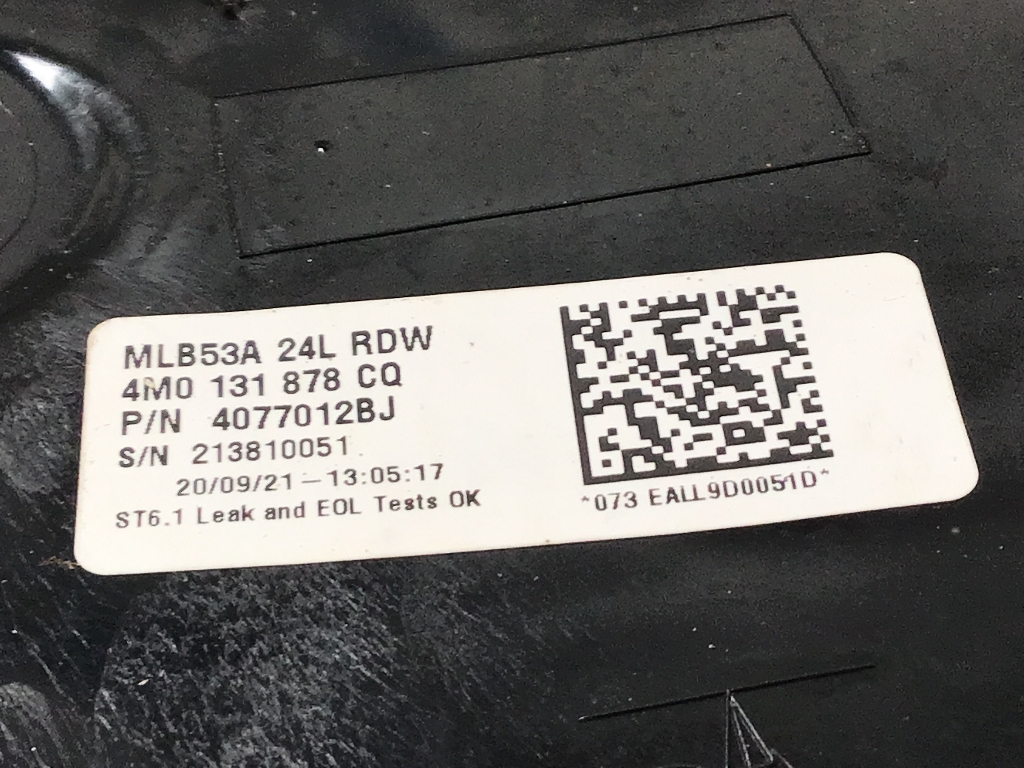 MLB53A 24L RDW
4M0 131 878 CQ
P/N 4077012BJ
S/N 213810051
20/09/21 – 13:05:17
ST6.1 Leak and EOL Tests OK
*073 EALL9D0051D*